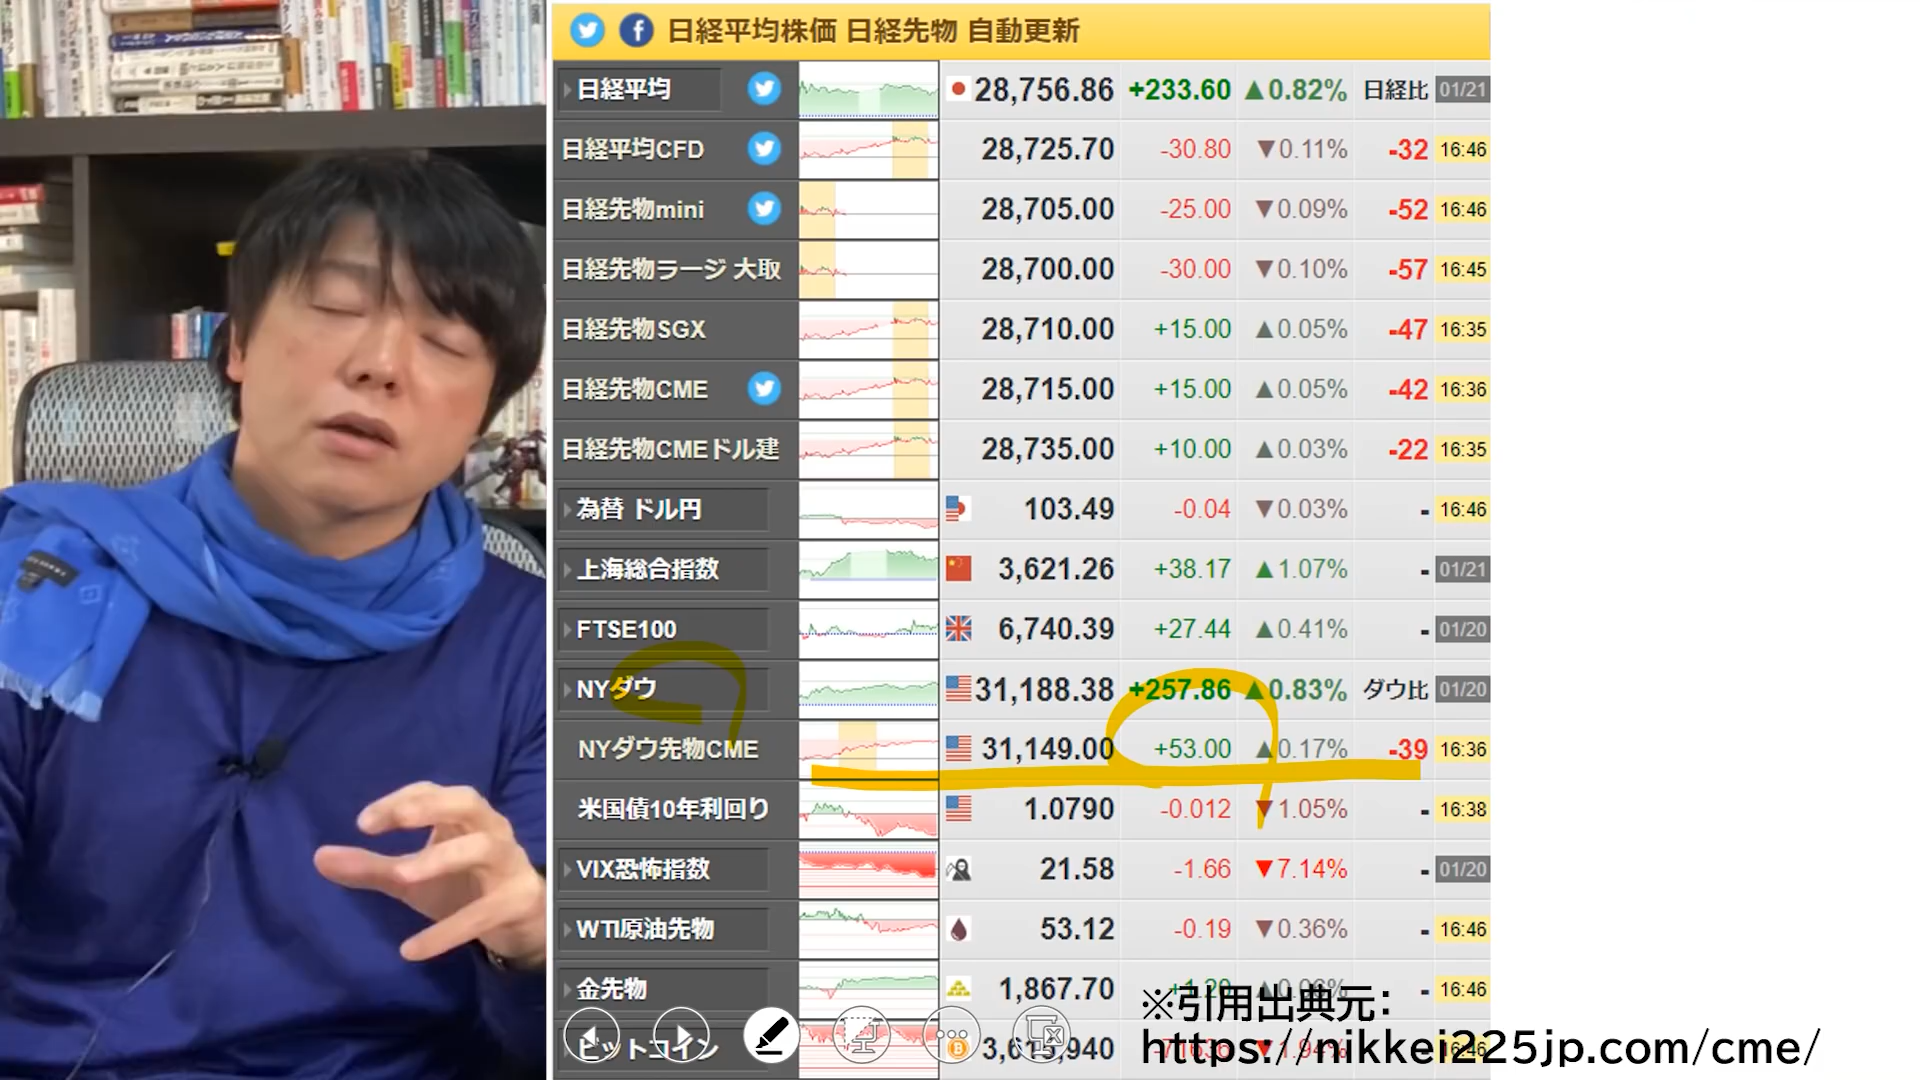 日経平均株価 日経先物 自動更新
日経平均 28,756.86 +233.60 ▲0.82% 日経比 01/21
日経平均CFD 28,725.70 -30.80 ▼0.11% -32 16:46
日経先物mini 28,705.00 -25.00 ▼0.09% -52 16:46
日経先物ラージ 大取 28,700.00 -30.00 ▼0.10% -57 16:45
日経先物SGX 28,710.00 +15.00 ▲0.05% -47 16:35
日経先物CME 28,715.00 +15.00 ▲0.05% -42 16:36
日経先物CMEドル建 28,735.00 +10.00 ▲0.03% -22 16:35
為替 ドル円 103.49 -0.04 ▼0.03% - 16:46
上海総合指数 3,621.26 +38.17 ▲1.07% - 01/21
FTSE100 6,740.39 +27.44 ▲0.41% - 01/20
NYダウ 31,188.38 +257.86 ▲0.83% ダウ比 01/20
NYダウ先物CME 31,149.00 +53.00 ▲0.17% -39 16:36
米国債10年利回り 1.0790 -0.012 ▼1.05% - 16:38
VIX恐怖指数 21.58 -1.66 ▼7.14% - 01/20
WTI原油先物 53.12 -0.19 ▼0.36% - 16:46
金先物 1,867.70 - 16:46
ビットコイン
※引用出典元：
https://nikkei225jp.com/cme/